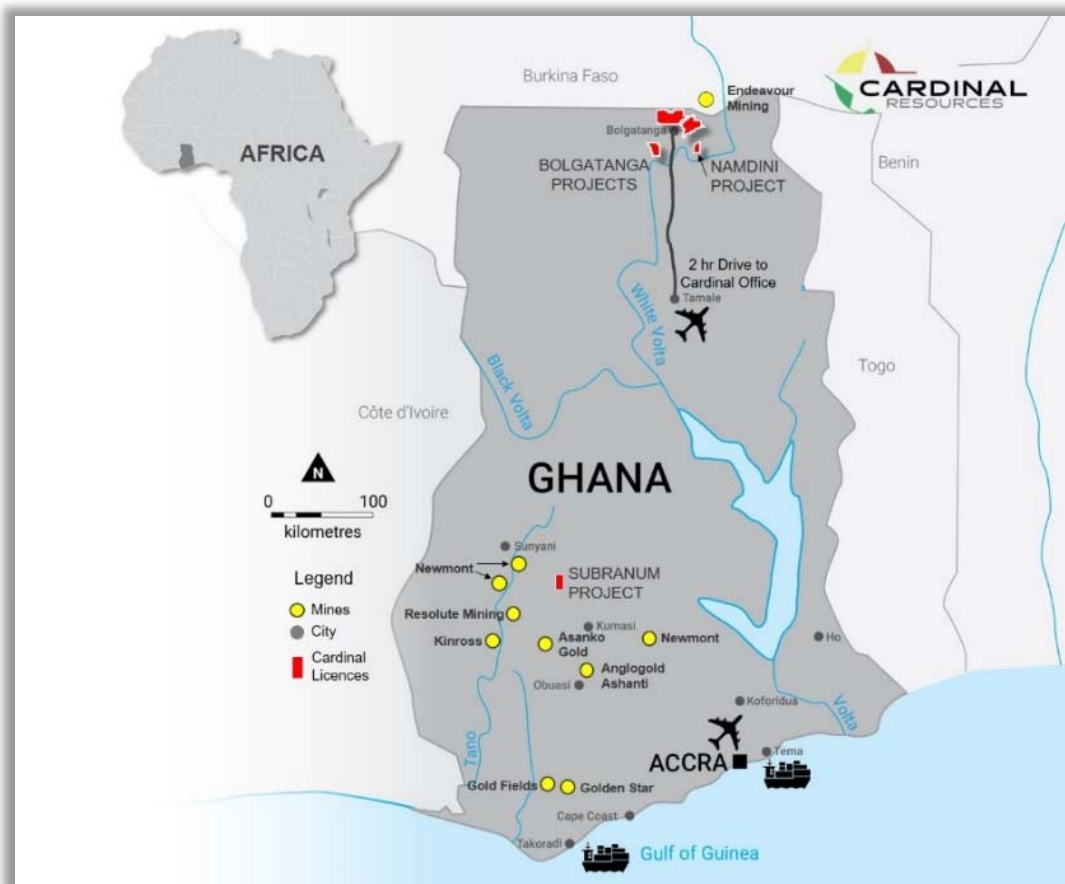 Burkina Faso
Endeavour
Mining
CARDINAL
RESOURCES
AFRICA
Bolgatanga
BOLGATANGA
PROJECTS
NAMDINI
PROJECT
Benin
2 hr Drive to
Cardinal Office
Tamale
White Volta
Black Volta
Togo
Côte d'Ivoire
N
0 100
kilometres
GHANA
Legend
Mines
City
Cardinal
Licences
Sunyani
Newmont
SUBRANUM
PROJECT
Resolute Mining
Kumasi
Kinross
Asanko
Gold
Newmont
Ho
Anglogold
Ashanti
Obuasi
Koforidua
Volta
Tano
ACCRA
Tema
Gold Fields
Golden Star
Cape Coast
Takoradi
Gulf of Guinea